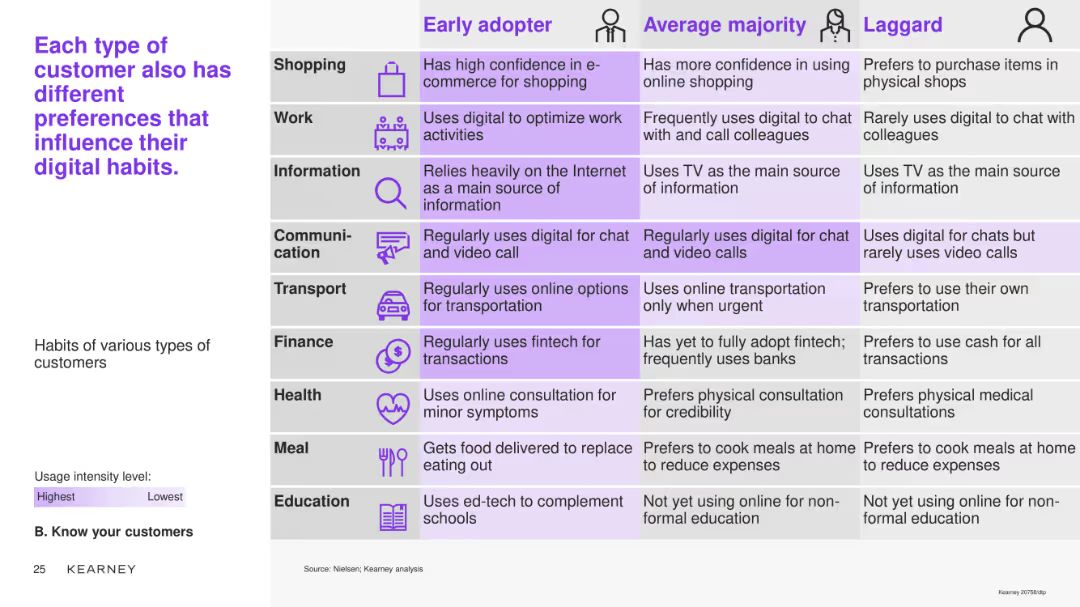 Each type of
customer also has
different
preferences that
influence their
digital habits.
Habits of various types of
customers
Usage intensity level:
Highest Lowest
B. Know your customers
25 KEARNEY
Early adopter Average majority Laggard
Shopping
Has high confidence in e-
commerce for shopping
Has more confidence in using
online shopping
Prefers to purchase items in
physical shops
Work
Uses digital to optimize work
activities
Frequently uses digital to chat
with and call colleagues
Rarely uses digital to chat with
colleagues
Information
Relies heavily on the Internet
as a main source of
information
Uses TV as the main source
of information
Uses TV as the main source
of information
Communi-
cation
Regularly uses digital for chat
and video call
Regularly uses digital for chat
and video calls
Uses digital for chats but
rarely uses video calls
Transport
Regularly uses online options
for transportation
Uses online transportation
only when urgent
Prefers to use their own
transportation
Finance
Regularly uses fintech for
transactions
Has yet to fully adopt fintech;
frequently uses banks
Prefers to use cash for all
transactions
Health
Uses online consultation for
minor symptoms
Prefers physical consultation
for credibility
Prefers physical medical
consultations
Meal
Gets food delivered to replace
eating out
Prefers to cook meals at home
to reduce expenses
Prefers to cook meals at home
to reduce expenses
Education
Uses ed-tech to complement
schools
Not yet using online for non-
formal education
Not yet using online for non-
formal education
Source: Nielsen; Kearney analysis
Kearney 20758/dtp